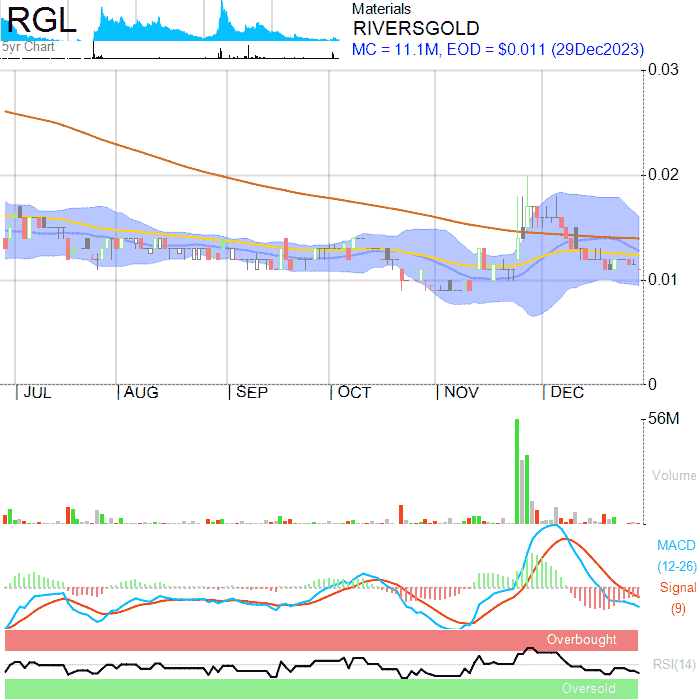 RGL
5yr Chart
Materials
RIVERSGOLD
MC = 11.1M, EOD = $0.011 (29Dec2023)
0.03
0.02
0.01
0
JUL AUG SEP OCT NOV DEC
56M
Volume
MACD
(12-26)
Signal
(9)
Overbought
RSI(14)
Oversold